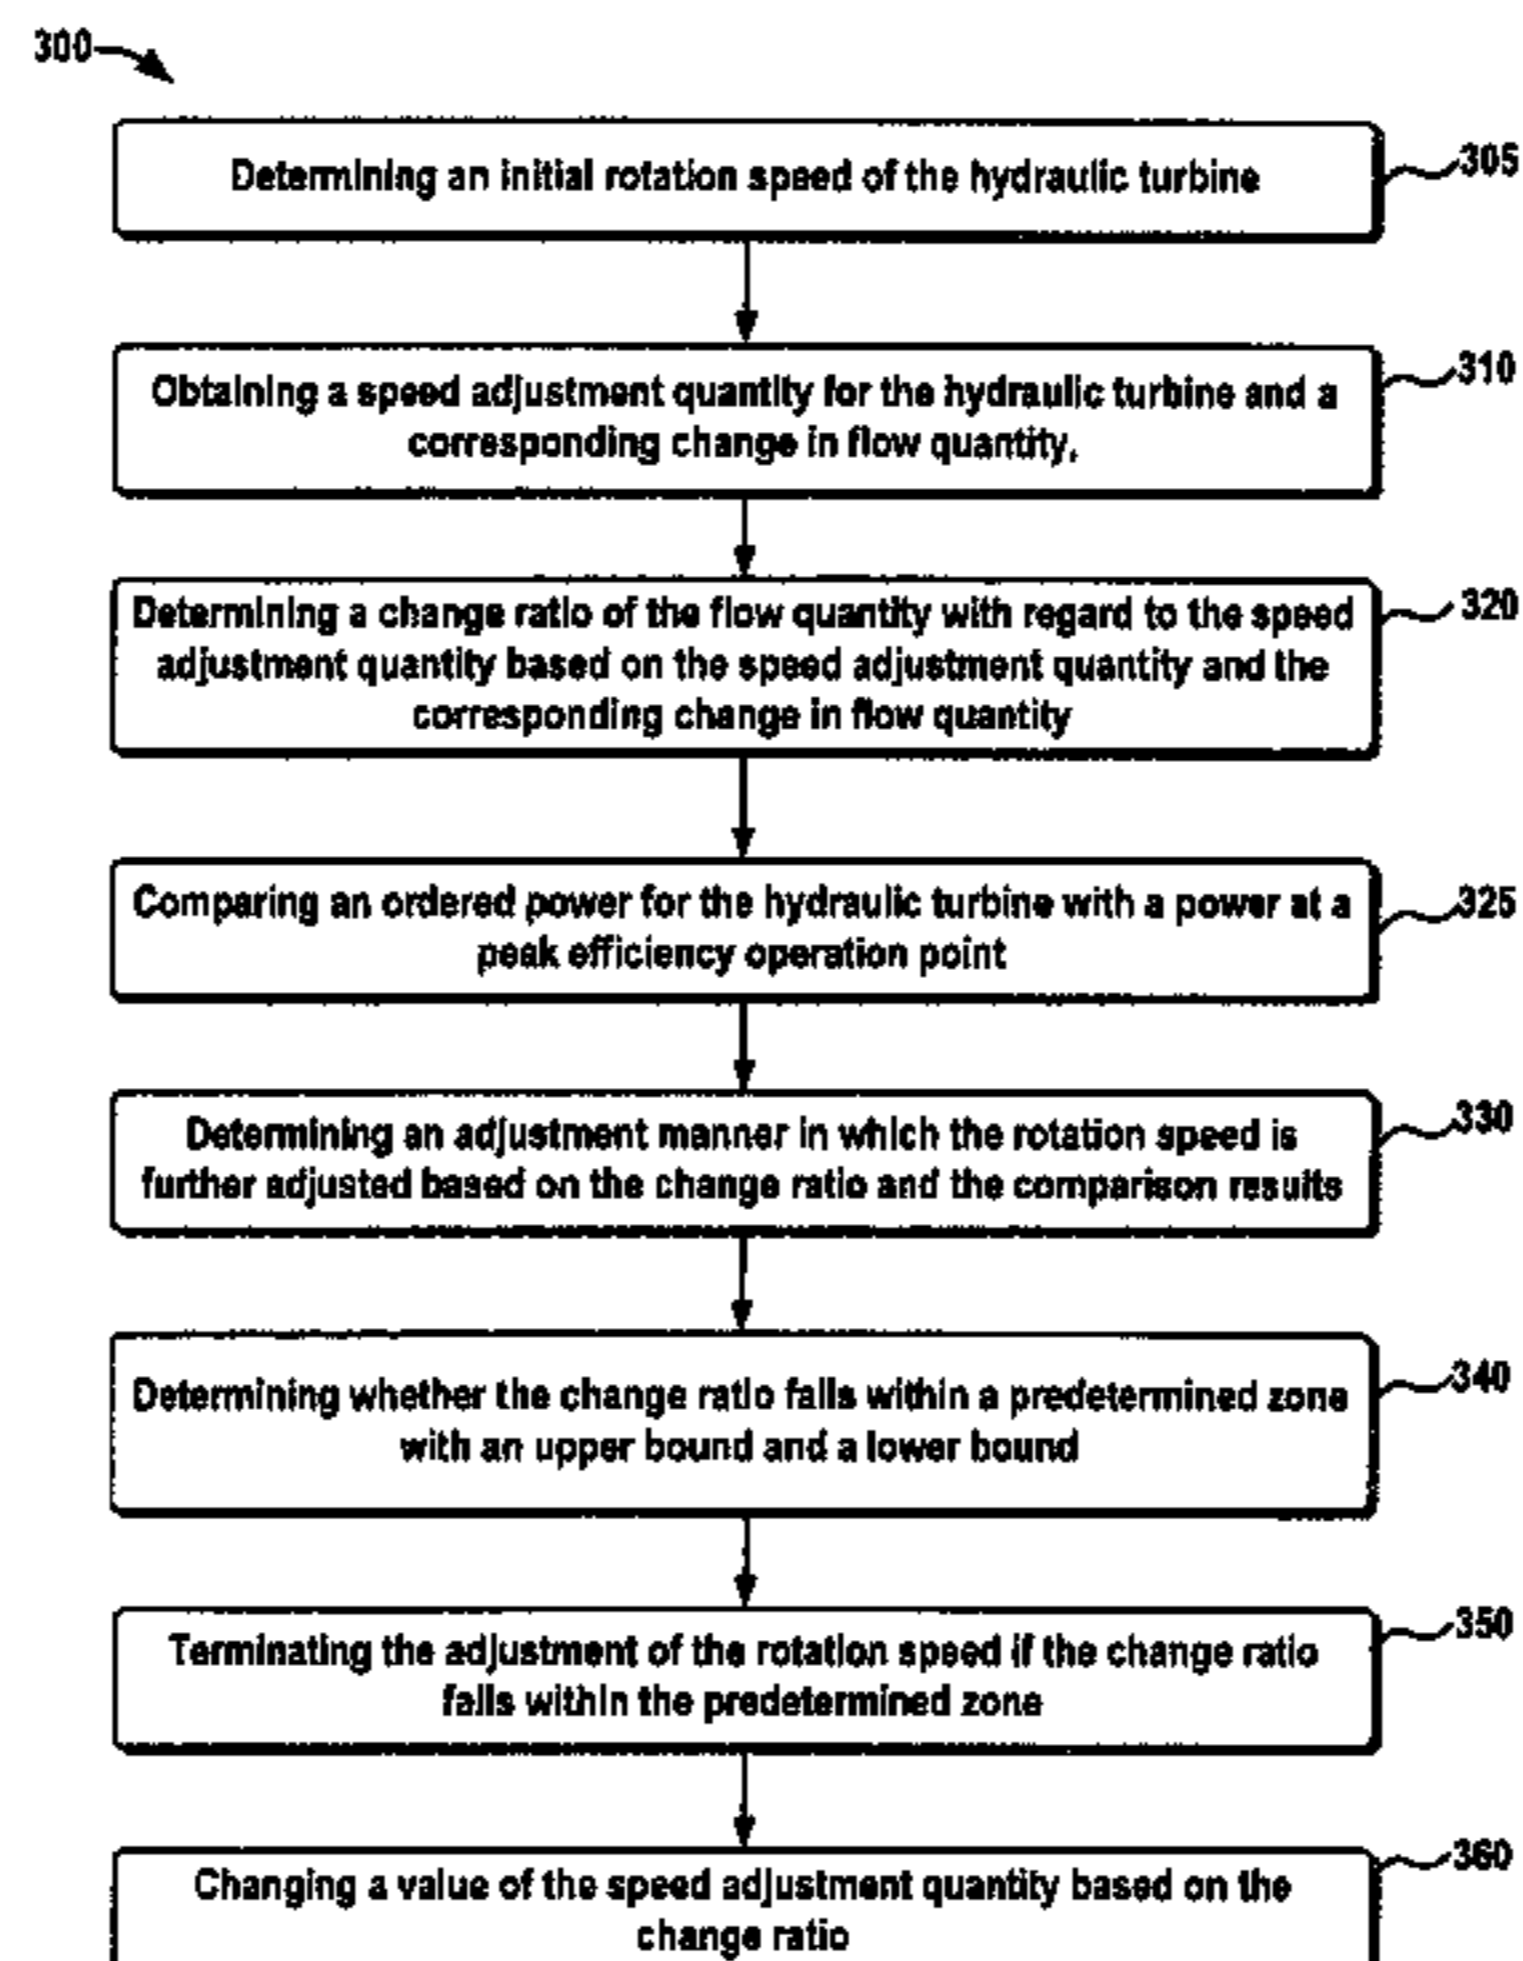 300
Determining an initial rotation speed of the hydraulic turbine
305
Obtaining a speed adjustment quantity for the hydraulic turbine and a
corresponding change in flow quantity,
310
Determining a change ratio of the flow quantity with regard to the speed
adjustment quantity based on the speed adjustment quantity and the
corresponding change in flow quantity
320
Comparing an ordered power for the hydraulic turbine with a power at a
peak efficiency operation point
325
Determining an adjustment manner in which the rotation speed is
further adjusted based on the change ratio and the comparison results
330
Determining whether the change ratio falls within a predetermined zone
with an upper bound and a lower bound
340
Terminating the adjustment of the rotation speed if the change ratio
falls within the predetermined zone
350
Changing a value of the speed adjustment quantity based on the
change ratio
360